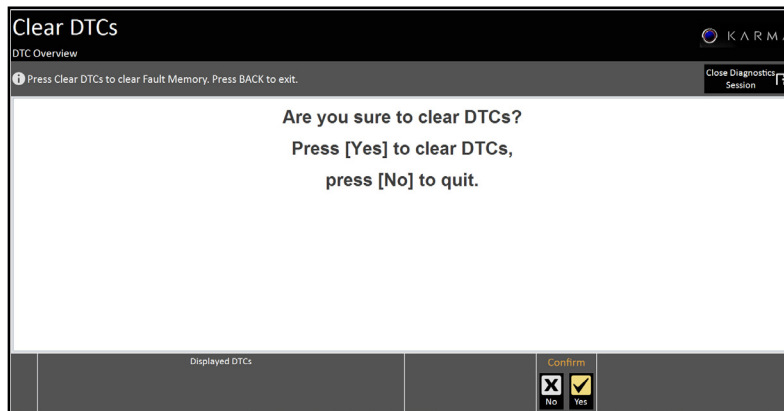 Clear DTCs
DTC Overview
KARMA
Press Clear DTCs to clear Fault Memory. Press BACK to exit.
Close Diagnostics
Session
Are you sure to clear DTCs?
Press [Yes] to clear DTCs,
press [No] to quit.
Displayed DTCs
Confirm
No
Yes